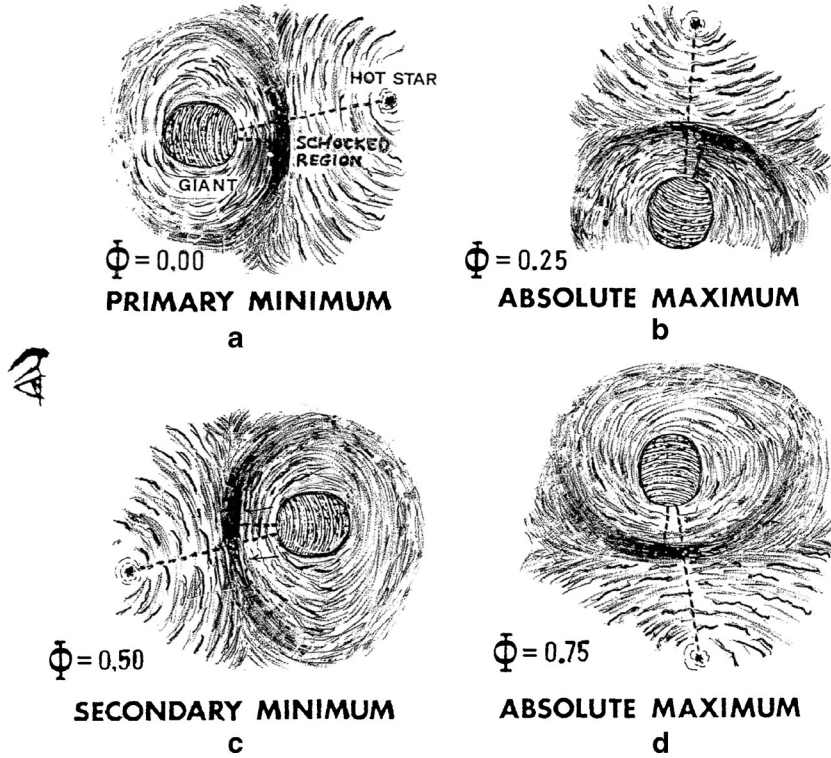 HOT STAR
SCHOCKED
REGION
GIANT
Φ = 0.00
PRIMARY MINIMUM
a
Φ = 0.25
ABSOLUTE MAXIMUM
b
Φ = 0,50
SECONDARY MINIMUM
c
Φ = 0.75
ABSOLUTE MAXIMUM
d